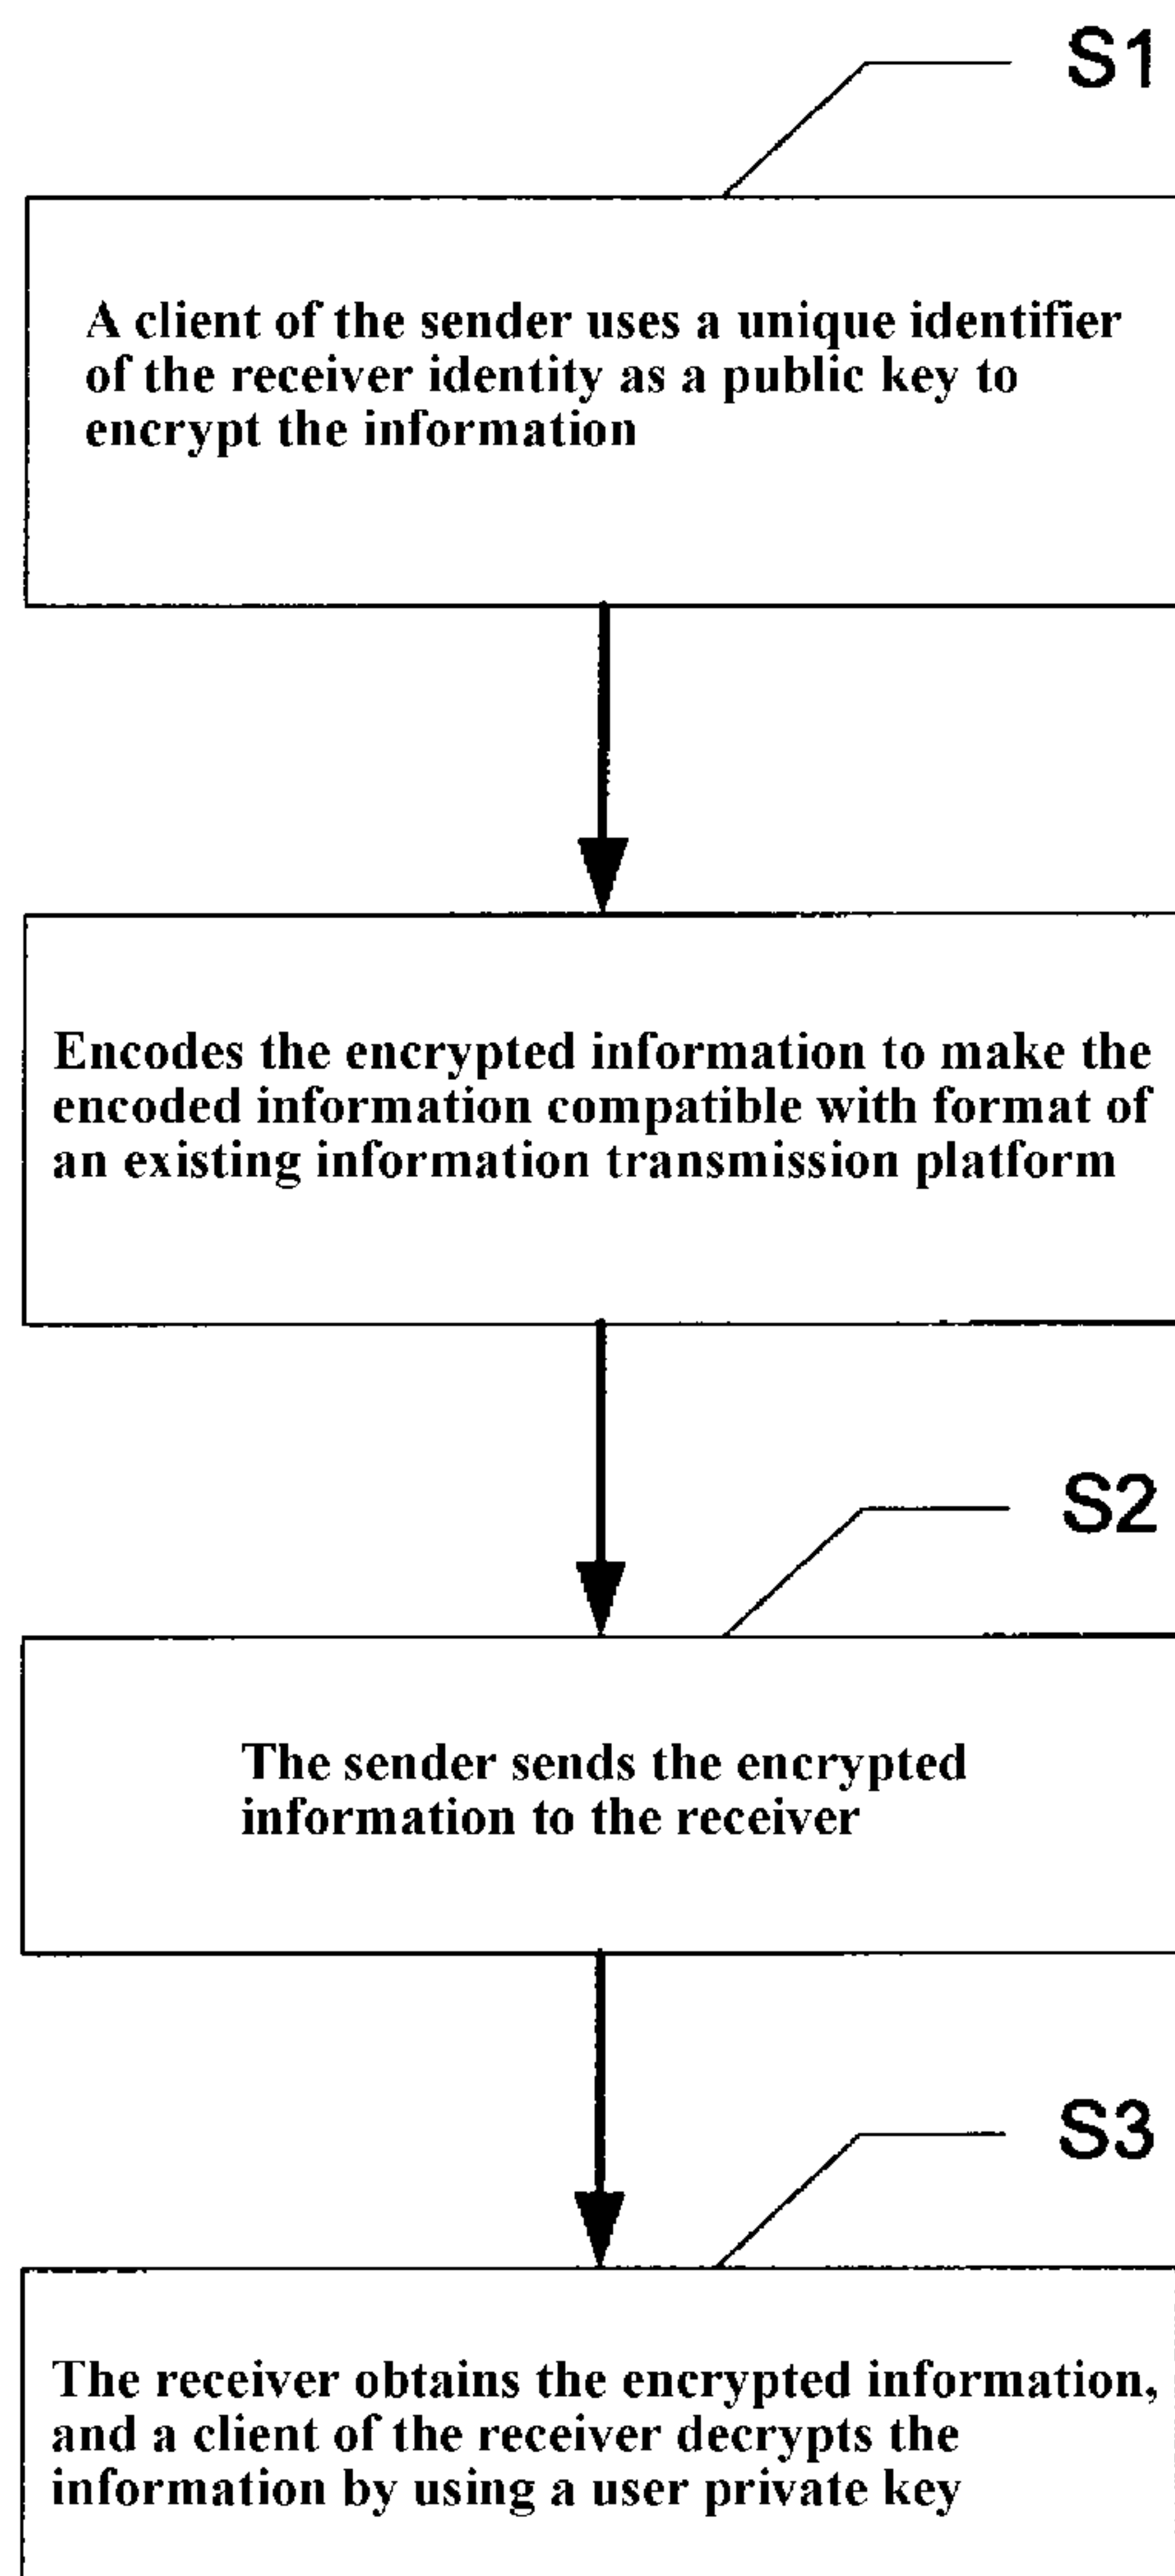 S1
A client of the sender uses a unique identifier
of the receiver identity as a public key to
encrypt the information
Encodes the encrypted information to make the
encoded information compatible with format of
an existing information transmission platform
S2
The sender sends the encrypted
information to the receiver
S3
The receiver obtains the encrypted information,
and a client of the receiver decrypts the
information by using a user private key